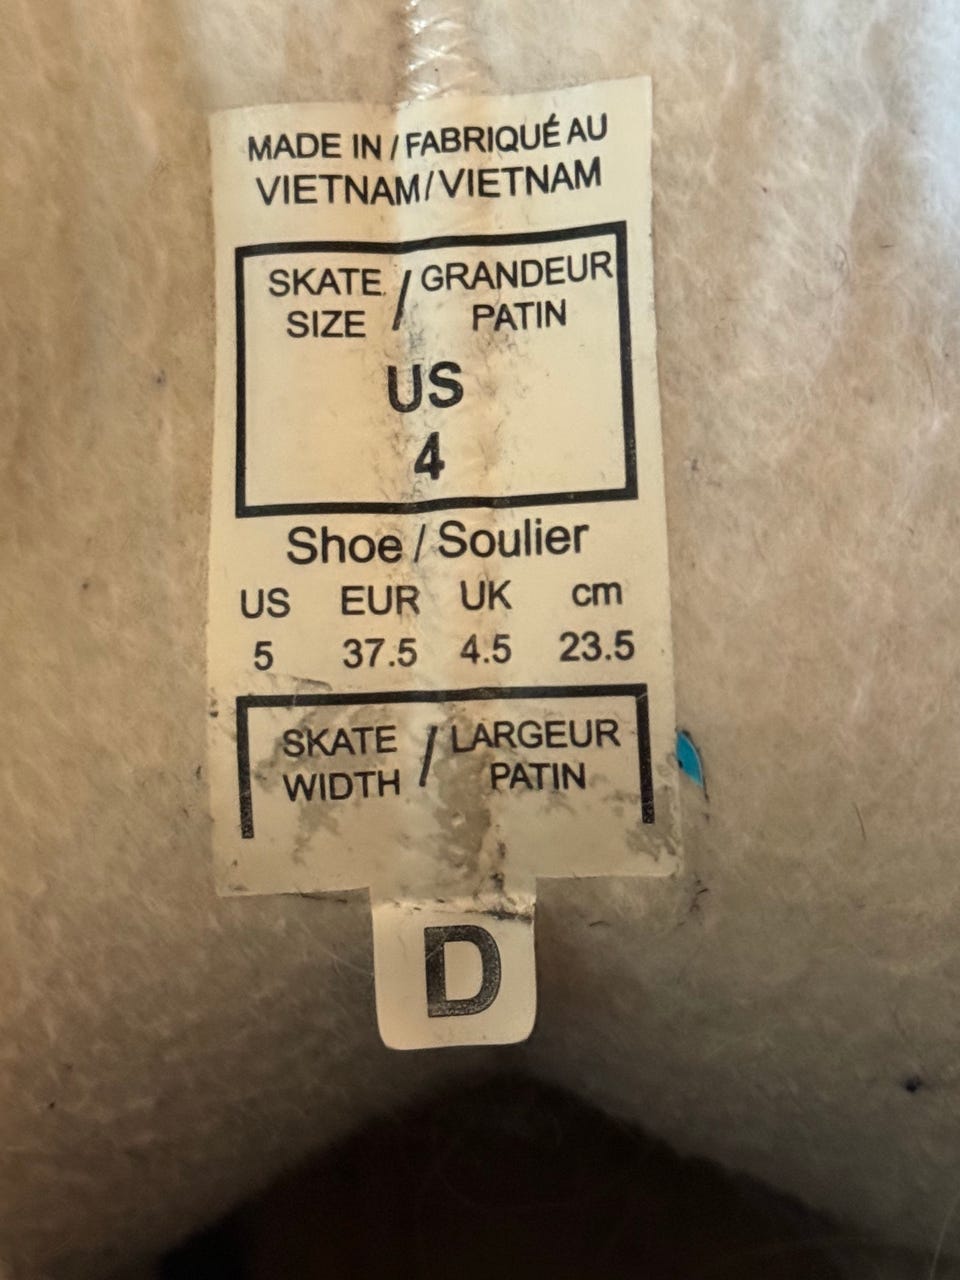 MADE IN / FABRIQUÉ AU
VIETNAM/VIETNAM
SKATE / GRANDEUR
SIZE PATIN
US
4
Shoe / Soulier
US EUR UK cm
5 37.5 4.5 23.5
SKATE / LARGEUR
WIDTH PATIN
D